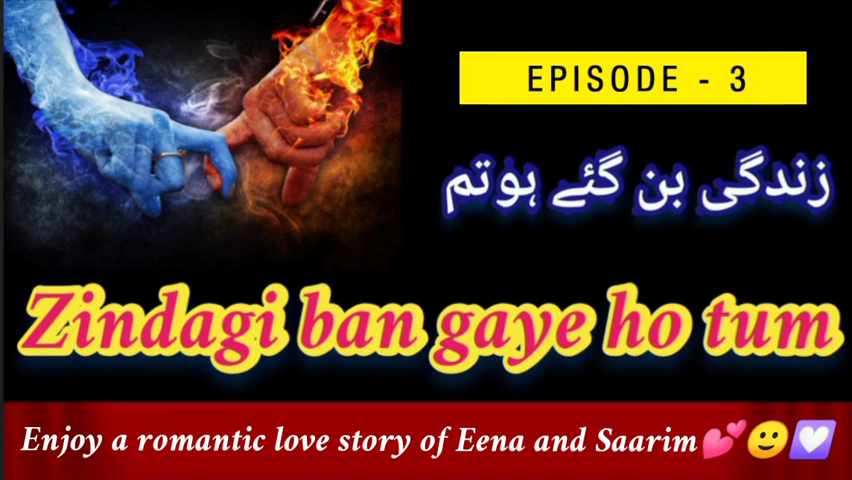 EPISODE - 3
زندگی بن گئے ہو تم
Zindagi ban gaye ho tum
Enjoy a romantic love story of Eena and Saarim💕🙂💟